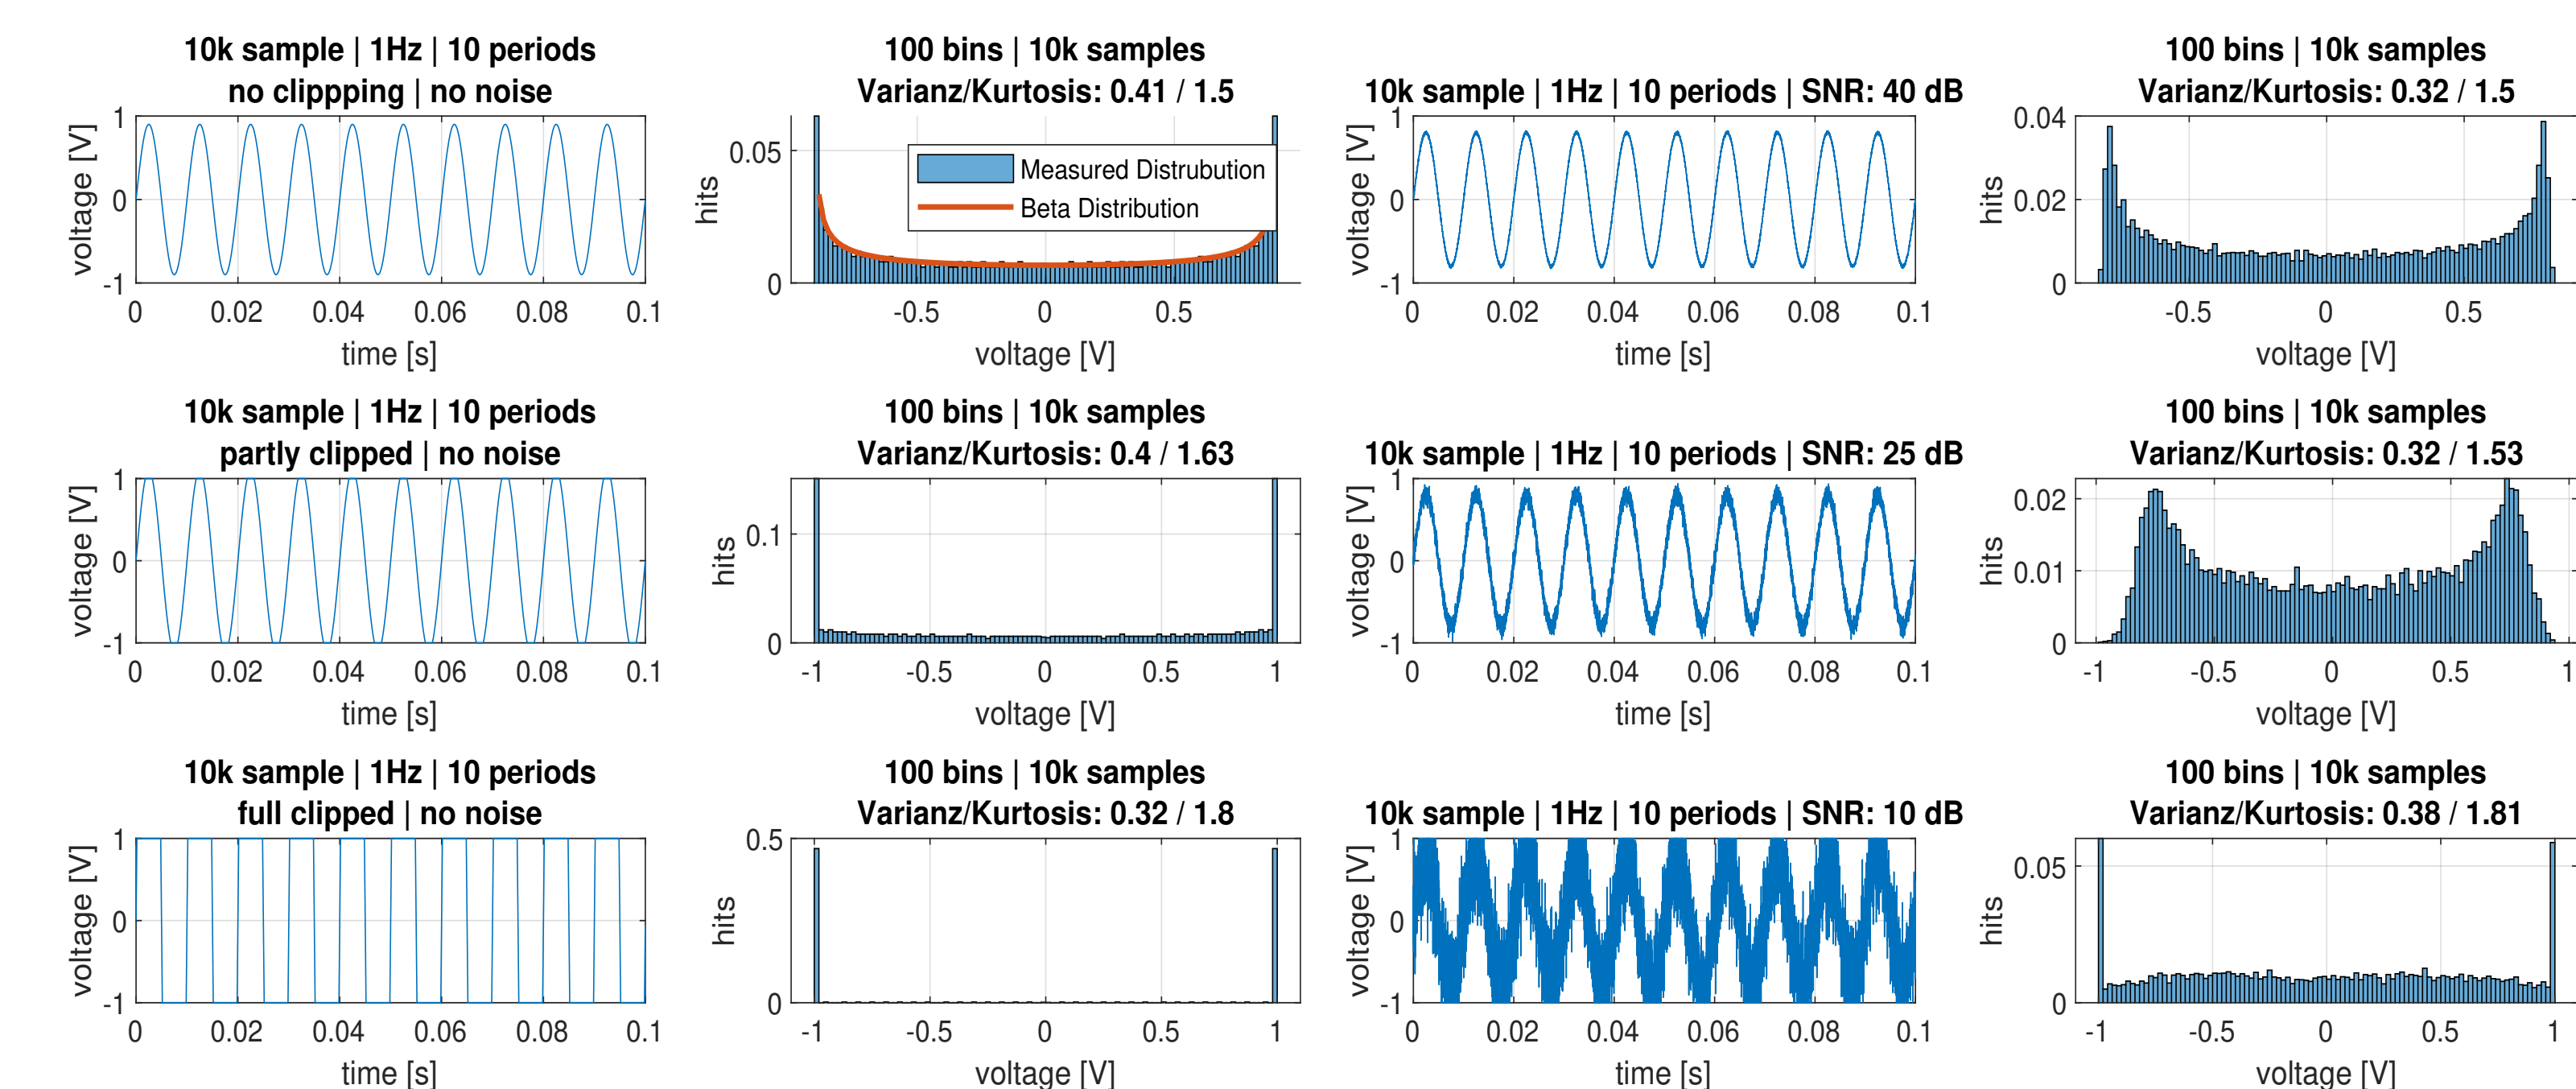 10k sample | 1Hz | 10 periods
no clippping | no noise
1
0
-1
voltage [V]
0 0.02 0.04 0.06 0.08 0.1
time [s]
100 bins | 10k samples
Varianz/Kurtosis: 0.41 / 1.5
0.05
0
hits
Measured Distrubution
Beta Distribution
-0.5 0 0.5
voltage [V]
10k sample | 1Hz | 10 periods | SNR: 40 dB
1
0
-1
voltage [V]
0 0.02 0.04 0.06 0.08 0.1
time [s]
100 bins | 10k samples
Varianz/Kurtosis: 0.32 / 1.5
0.04
0.02
0
hits
-0.5 0 0.5
voltage [V]
10k sample | 1Hz | 10 periods
partly clipped | no noise
1
0
-1
voltage [V]
0 0.02 0.04 0.06 0.08 0.1
time [s]
100 bins | 10k samples
Varianz/Kurtosis: 0.4 / 1.63
0.1
0
hits
-1 -0.5 0 0.5 1
voltage [V]
10k sample | 1Hz | 10 periods | SNR: 25 dB
1
0
-1
voltage [V]
0 0.02 0.04 0.06 0.08 0.1
time [s]
100 bins | 10k samples
Varianz/Kurtosis: 0.32 / 1.53
0.02
0.01
0
hits
-1 -0.5 0 0.5 1
voltage [V]
10k sample | 1Hz | 10 periods
full clipped | no noise
1
0
-1
voltage [V]
0 0.02 0.04 0.06 0.08 0.1
time [s]
100 bins | 10k samples
Varianz/Kurtosis: 0.32 / 1.8
0.5
0
hits
-1 -0.5 0 0.5 1
voltage [V]
10k sample | 1Hz | 10 periods | SNR: 10 dB
1
0
-1
voltage [V]
0 0.02 0.04 0.06 0.08 0.1
time [s]
100 bins | 10k samples
Varianz/Kurtosis: 0.38 / 1.81
0.05
0
hits
-1 -0.5 0 0.5 1
voltage [V]